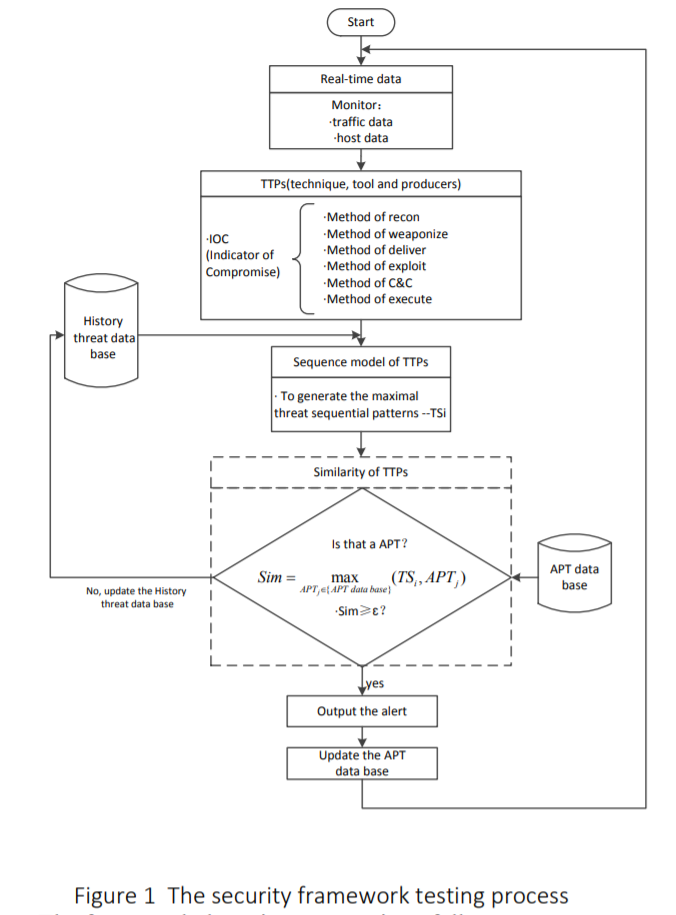 Start
Real-time data
Monitor:
·traffic data
·host data
TTPs(technique, tool and producers)
·IOC
(Indicator of
Compromise)
·Method of recon
·Method of weaponize
·Method of deliver
·Method of exploit
·Method of C&C
·Method of execute
History
threat data
base
Sequence model of TTPs
· To generate the maximal
threat sequential patterns --TSi
Similarity of TTPs
Is that a APT?
Sim = max (TS_i, APT_j)
APT_j∈{APT data base}
·Sim≥ε?
APT data
base
No, update the History
threat data base
yes
Output the alert
Update the APT
data base
Figure 1 The security framework testing process